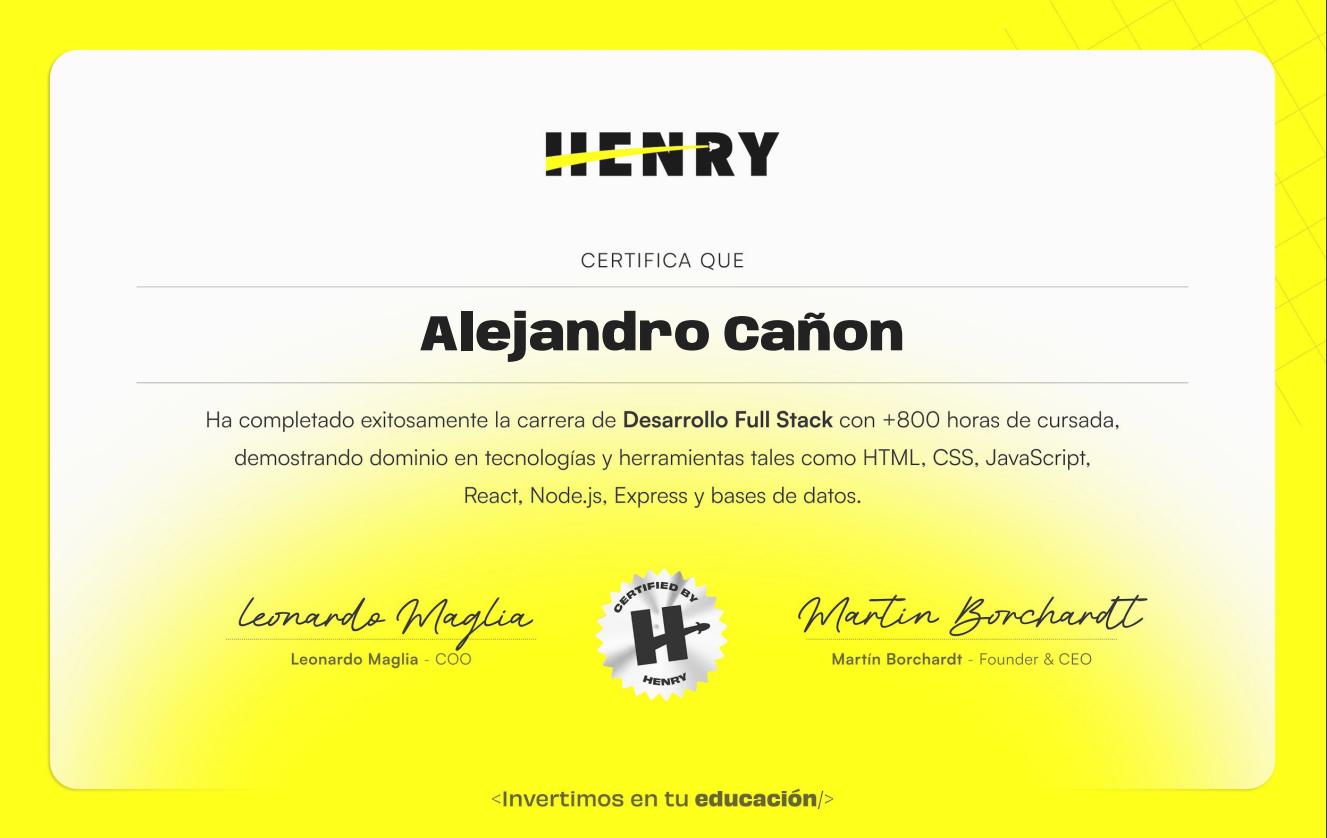 HENRY
CERTIFICA QUE
Alejandro Cañon
Ha completado exitosamente la carrera de Desarrollo Full Stack con +800 horas de cursada,
demostrando dominio en tecnologías y herramientas tales como HTML, CSS, JavaScript,
React, Node.js, Express y bases de datos.
Leonardo Maglia
Leonardo Maglia - COO
CERTIFIED BY
H
HENRY
Martin Borchardt
Martín Borchardt - Founder & CEO
<Invertimos en tu educación/>